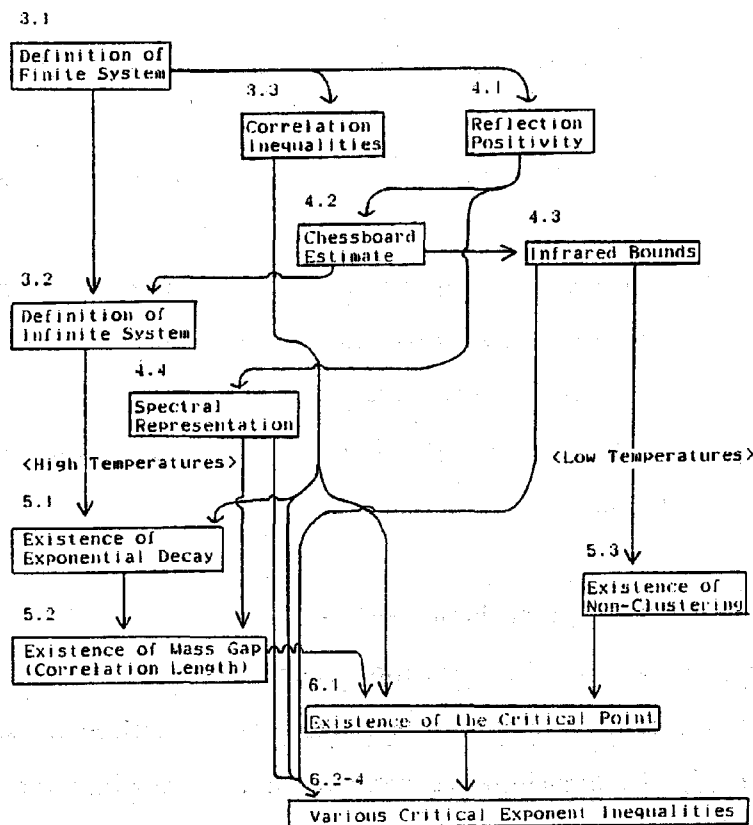 3.1
Definition of
Finite System
3.3
4.1
Correlation
Inequalities
Reflection
Positivity
4.2
4.3
Chessboard
Estimate
Infrared Bounds
3.2
Definition of
Infinite System
4.4
Spectral
Representation
<High Temperatures>
<Low Temperatures>
5.1
Existence of
Exponential Decay
5.3
Existence of
Non-Clustering
5.2
Existence of Mass Gap
(Correlation Length)
6.1
Existence of the Critical Point
6.2-4
Various Critical Exponent Inequalities